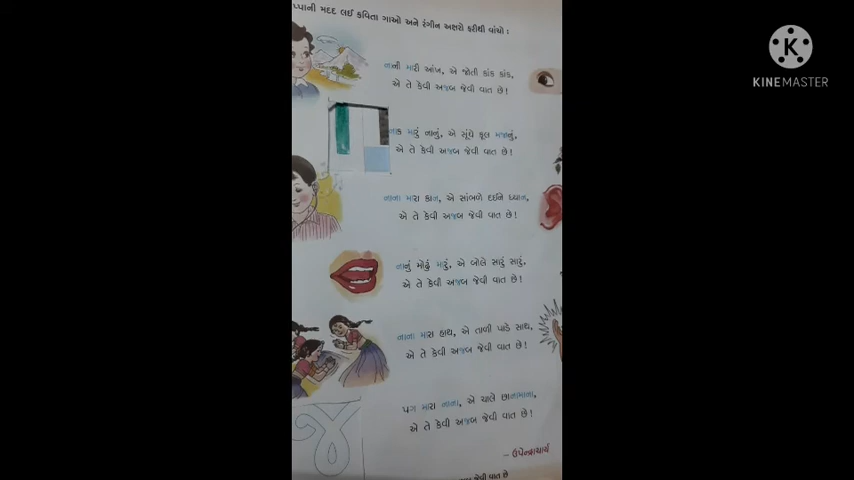 પ્પાની મદદ લઈ કવિતા ગાઓ અને રંગીન અક્ષરો ફરીથી વાંચો :
નાની મારી આંખ, એ જોતી કાંક કાંક,
એ તે કેવી અજબ જેવી વાત છે!
નાક મારું નાનું, એ સૂંઘે ફૂલ મજાનું,
એ તે કેવી અજબ જેવી વાત છે!
નાના મારા કાન, એ સાંભળે દઈને ધ્યાન,
એ તે કેવી અજબ જેવી વાત છે!
નાનું મોઢું મારું, એ બોલે સારું સારું,
એ તે કેવી અજબ જેવી વાત છે!
નાના મારા હાથ, એ તાળી પાડે સાથ,
એ તે કેવી અજબ જેવી વાત છે!
પગ મારા નાના, એ ચાલે છાનામાના,
એ તે કેવી અજબ જેવી વાત છે!
– ઉપેન્દ્રાચાર્ય
જેવી વાત છે
જ
K
KINEMASTER